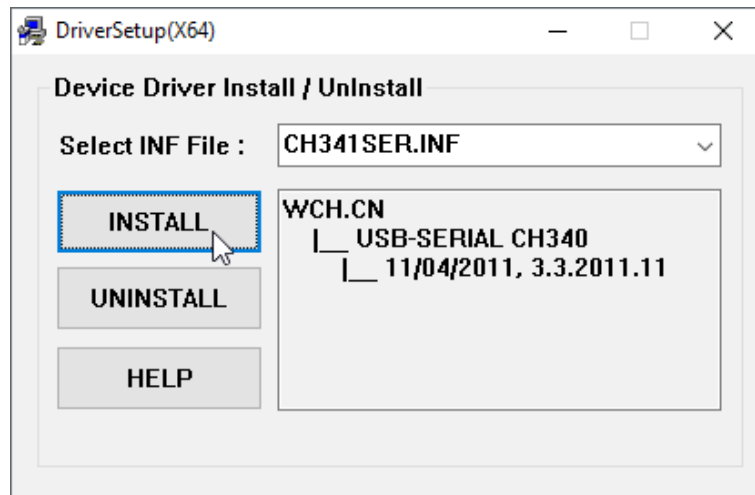 DriverSetup(X64)
Device Driver Install / UnInstall
Select INF File :
CH341SER.INF
INSTALL
UNINSTALL
HELP
WCH.CN
|__ USB-SERIAL CH340
|__ 11/04/2011, 3.3.2011.11